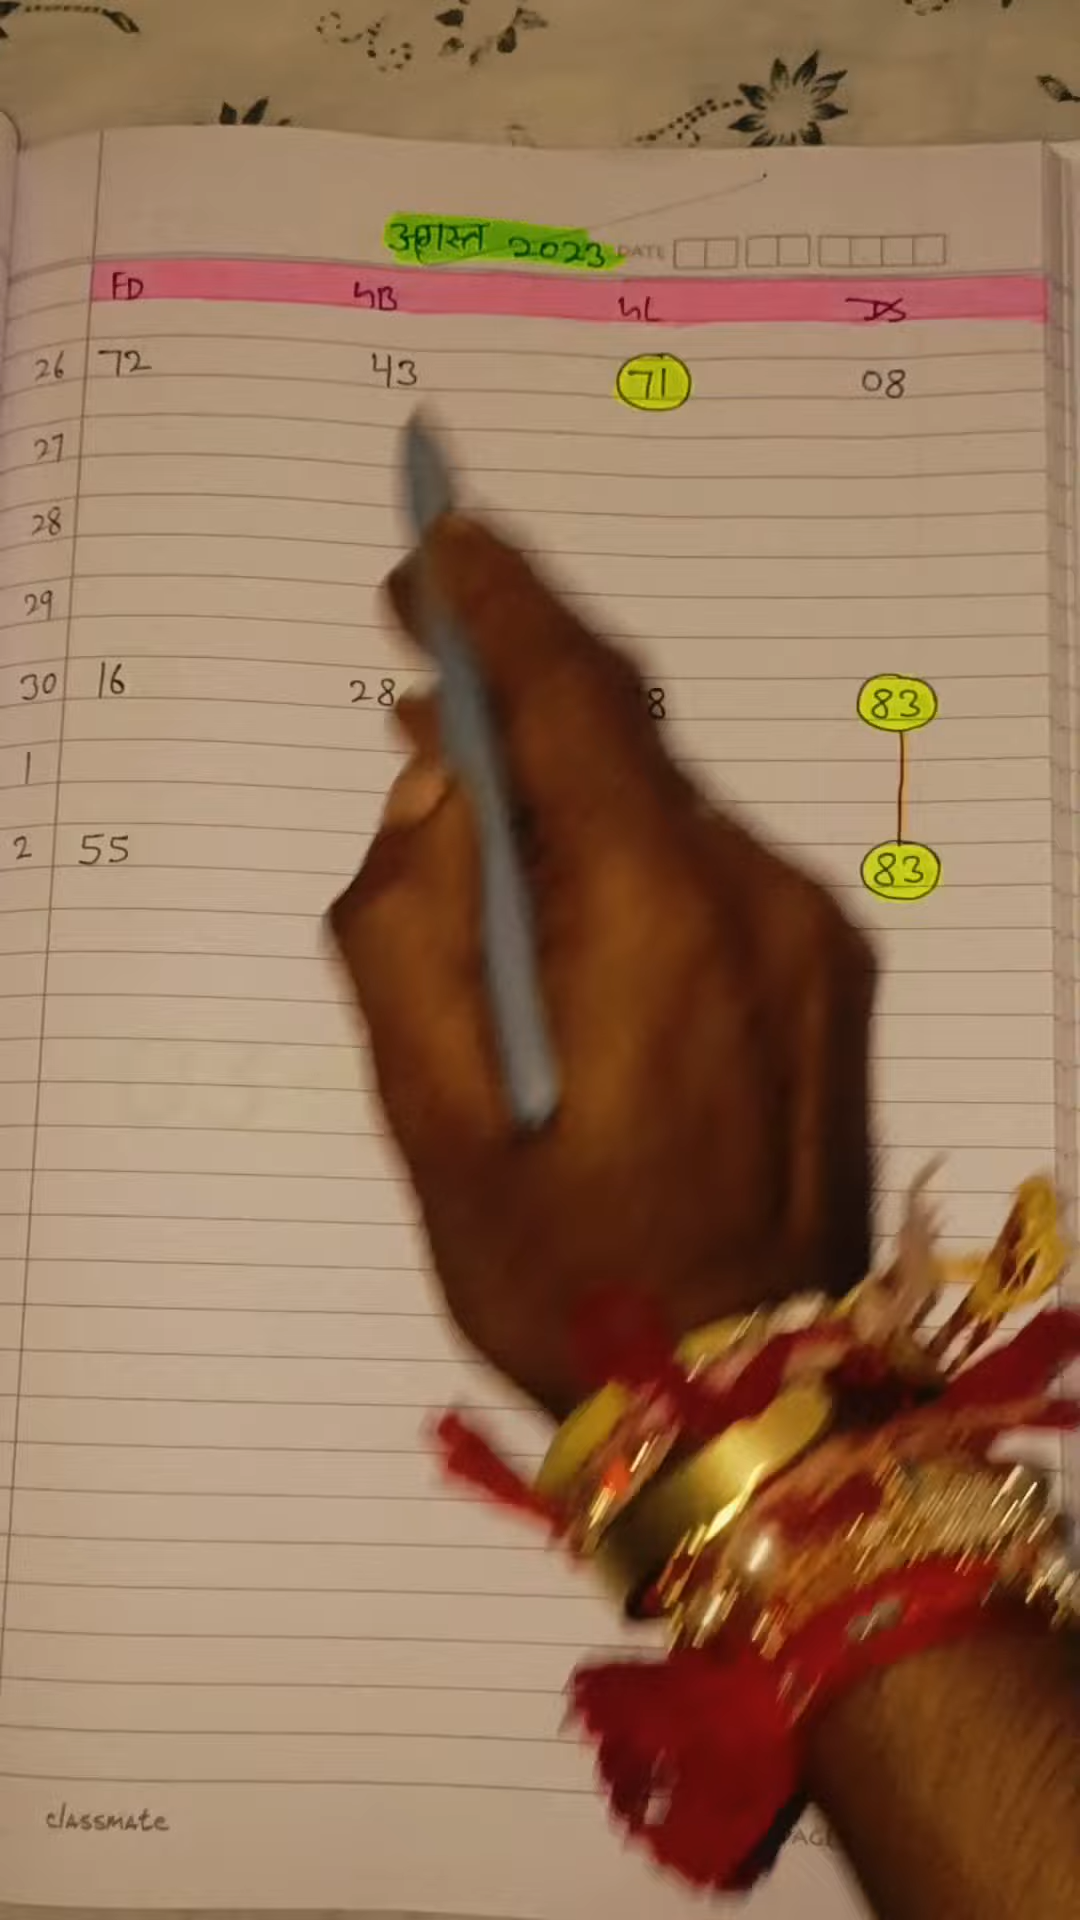 अगस्त 2023 DATE
FD GB GL DS
26 72 43 71 08
27
28
29
30 16 28 8 83
1
2 55 83
classmate